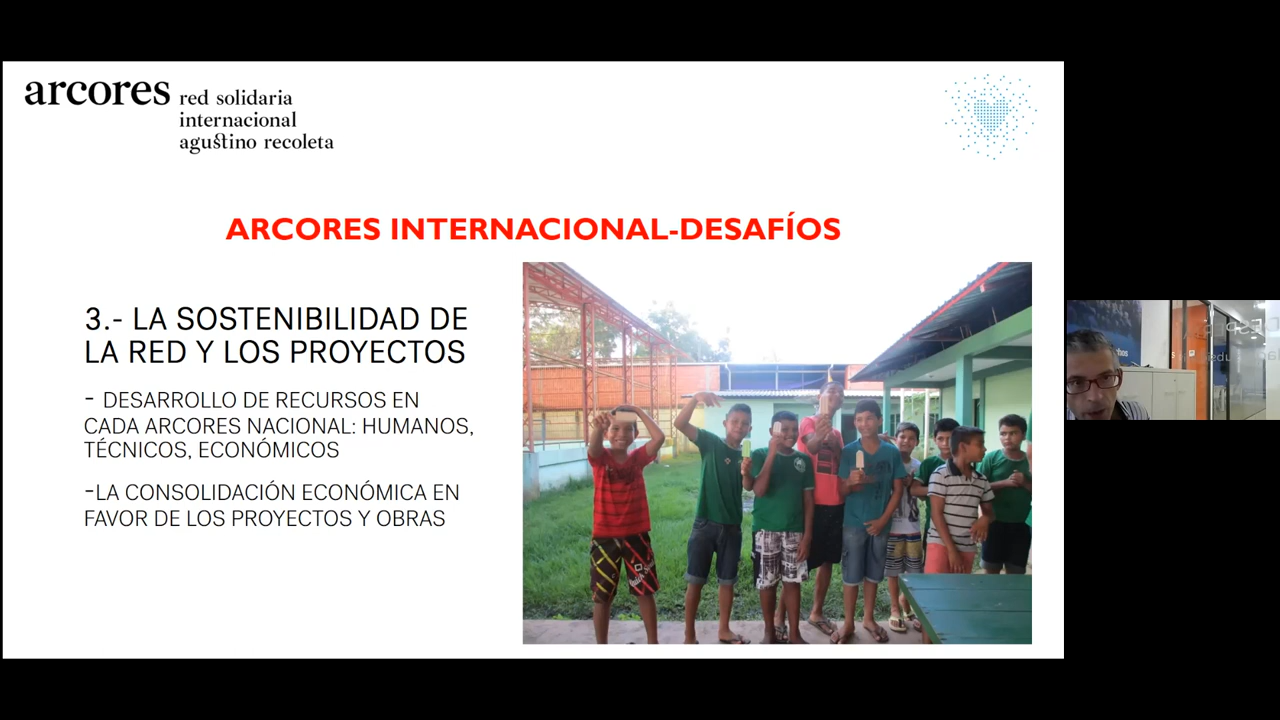 arcores
red solidaria
internacional
agustino recoleta
ARCORES INTERNACIONAL-DESAFÍOS
3.- LA SOSTENIBILIDAD DE
LA RED Y LOS PROYECTOS
- DESARROLLO DE RECURSOS EN
CADA ARCORES NACIONAL: HUMANOS,
TÉCNICOS, ECONÓMICOS
-LA CONSOLIDACIÓN ECONÓMICA EN
FAVOR DE LOS PROYECTOS Y OBRAS